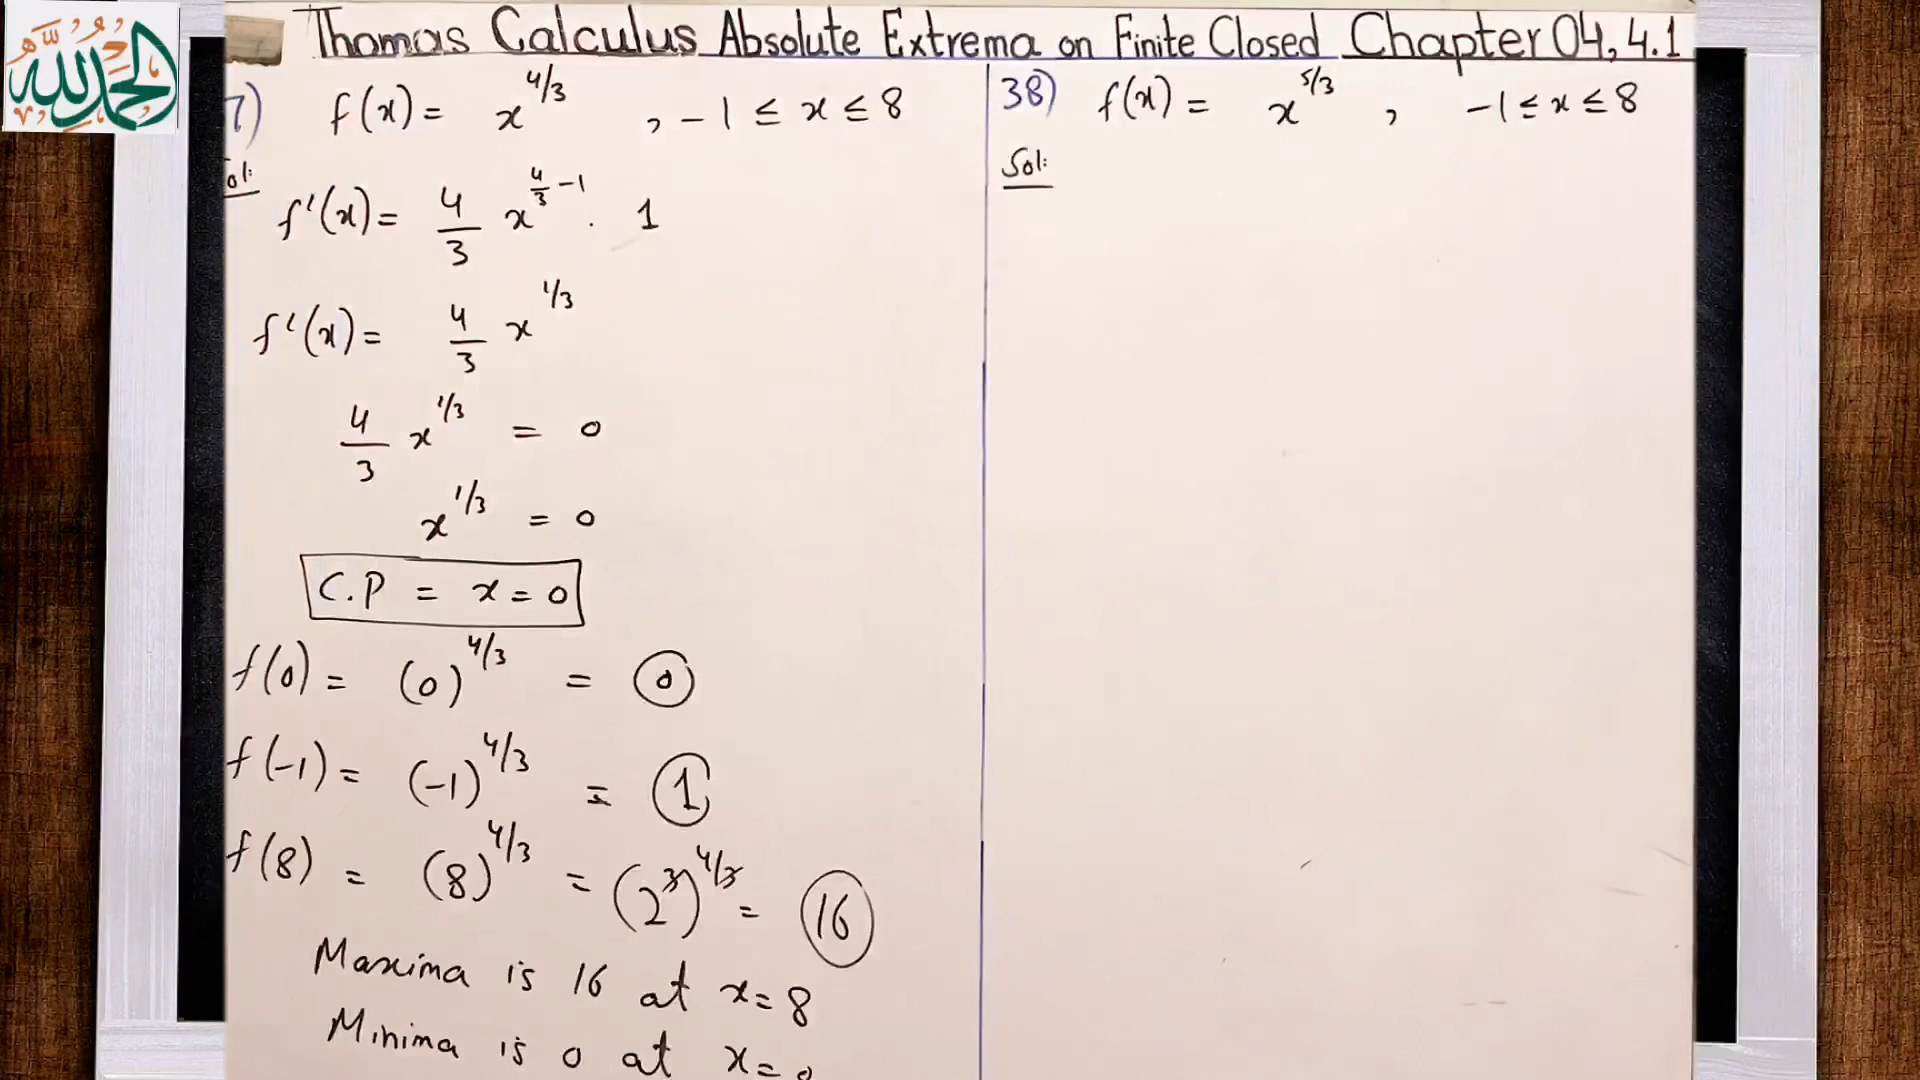 الحمد لله
Thomas Calculus Absolute Extrema on Finite Closed Chapter 04, 4.1
7) f(x) = x^{4/3} , -1 ≤ x ≤ 8
ol:
f'(x) = 4/3 x^{4/3 - 1} . 1
f'(x) = 4/3 x^{1/3}
4/3 x^{1/3} = 0
x^{1/3} = 0
C.P = x = 0
f(0) = (0)^{4/3} = 0
f(-1) = (-1)^{4/3} = 1
f(8) = (8)^{4/3} = (2^3)^{4/3} = 16
Maxima is 16 at x = 8
Minima is 0 at x = 0
38) f(x) = x^{5/3} , -1 ≤ x ≤ 8
Sol: